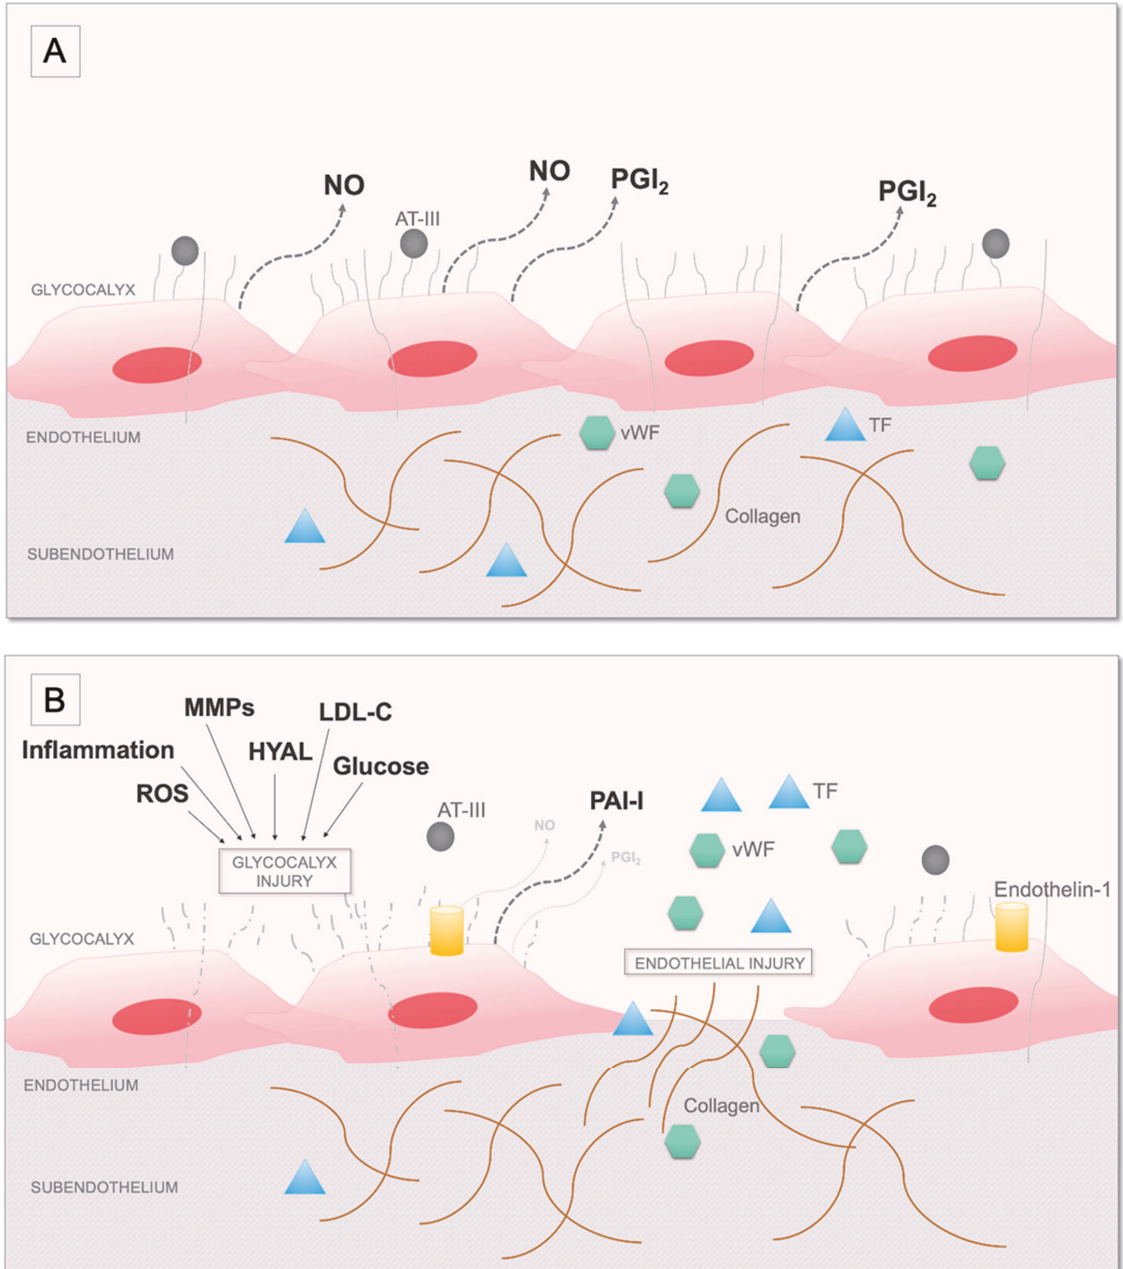 A
NO
NO
PGI₂
PGI₂
AT-III
GLYCOCALYX
ENDOTHELIUM
vWF
TF
Collagen
SUBENDOTHELIUM
B
MMPs
LDL-C
Inflammation
HYAL
Glucose
ROS
GLYCOCALYX
INJURY
AT-III
NO
PAI-I
PGI₂
TF
vWF
Endothelin-1
GLYCOCALYX
ENDOTHELIAL INJURY
ENDOTHELIUM
Collagen
SUBENDOTHELIUM